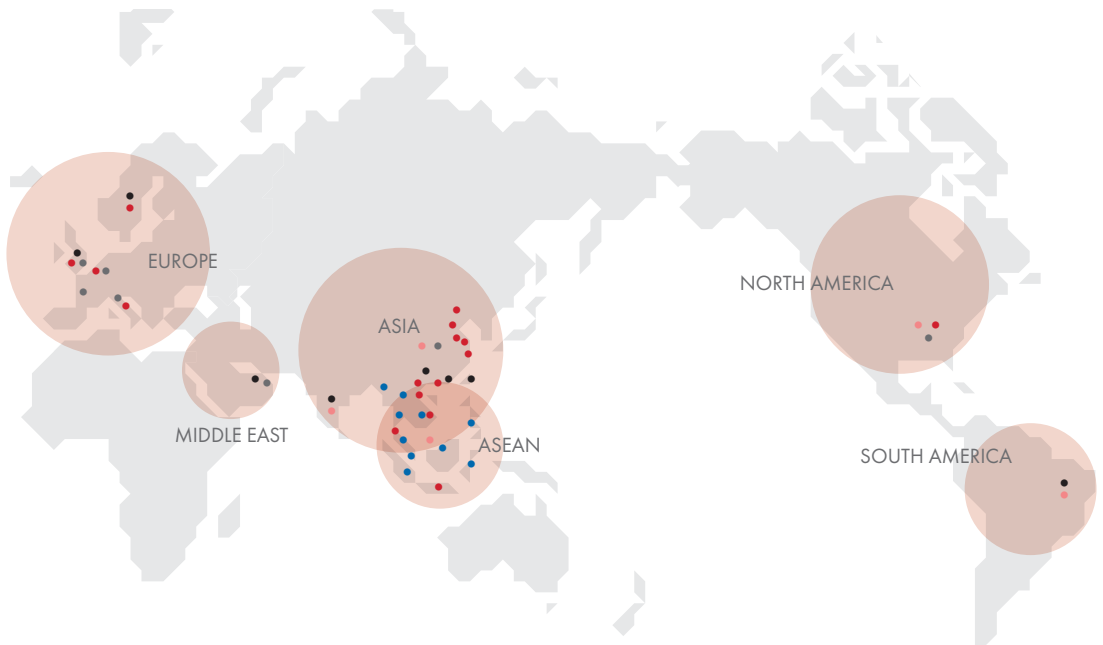 EUROPE
NORTH AMERICA
ASIA
MIDDLE EAST
ASEAN
SOUTH AMERICA